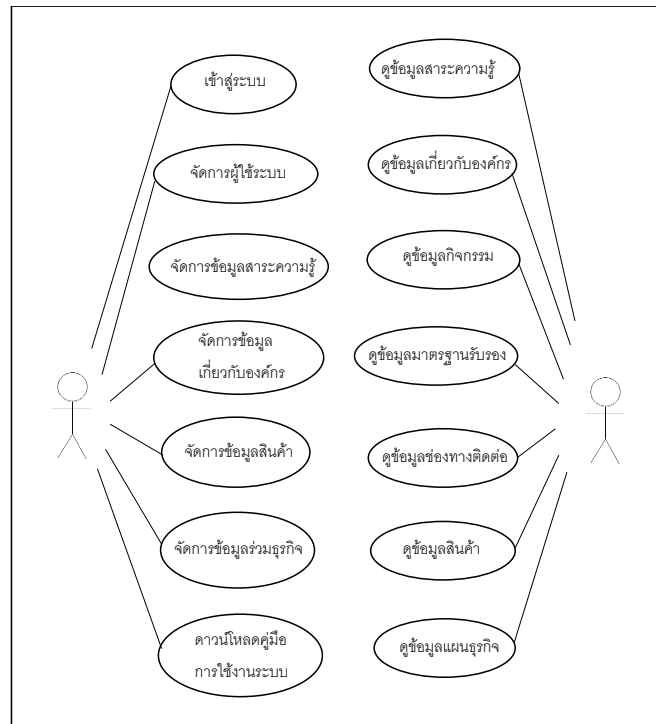 เข้าสู่ระบบ
จัดการผู้ใช้ระบบ
จัดการข้อมูลสาระความรู้
จัดการข้อมูล
เกี่ยวกับองค์กร
จัดการข้อมูลสินค้า
จัดการข้อมูลร่วมธุรกิจ
ดาวน์โหลดคู่มือ
การใช้งานระบบ
ดูข้อมูลสาระความรู้
ดูข้อมูลเกี่ยวกับองค์กร
ดูข้อมูลกิจกรรม
ดูข้อมูลมาตรฐานรับรอง
ดูข้อมูลช่องทางติดต่อ
ดูข้อมูลสินค้า
ดูข้อมูลแผนธุรกิจ